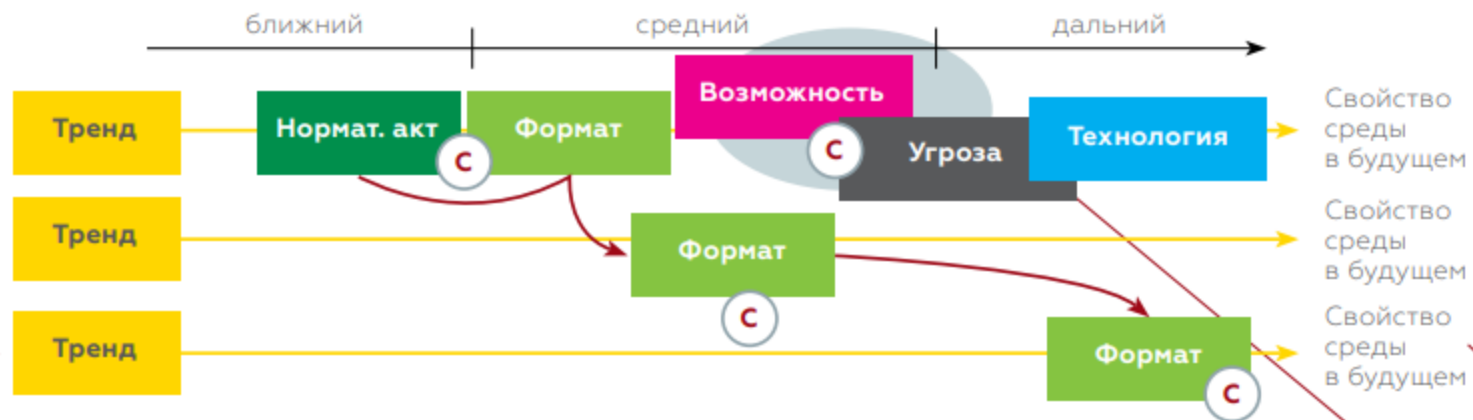 ближний
средний
дальний
Тренд
Нормат. акт
С
Формат
Возможность
С
Угроза
Технология
Свойство
среды
в будущем
Тренд
Формат
С
Свойство
среды
в будущем
Тренд
Формат
С
Свойство
среды
в будущем